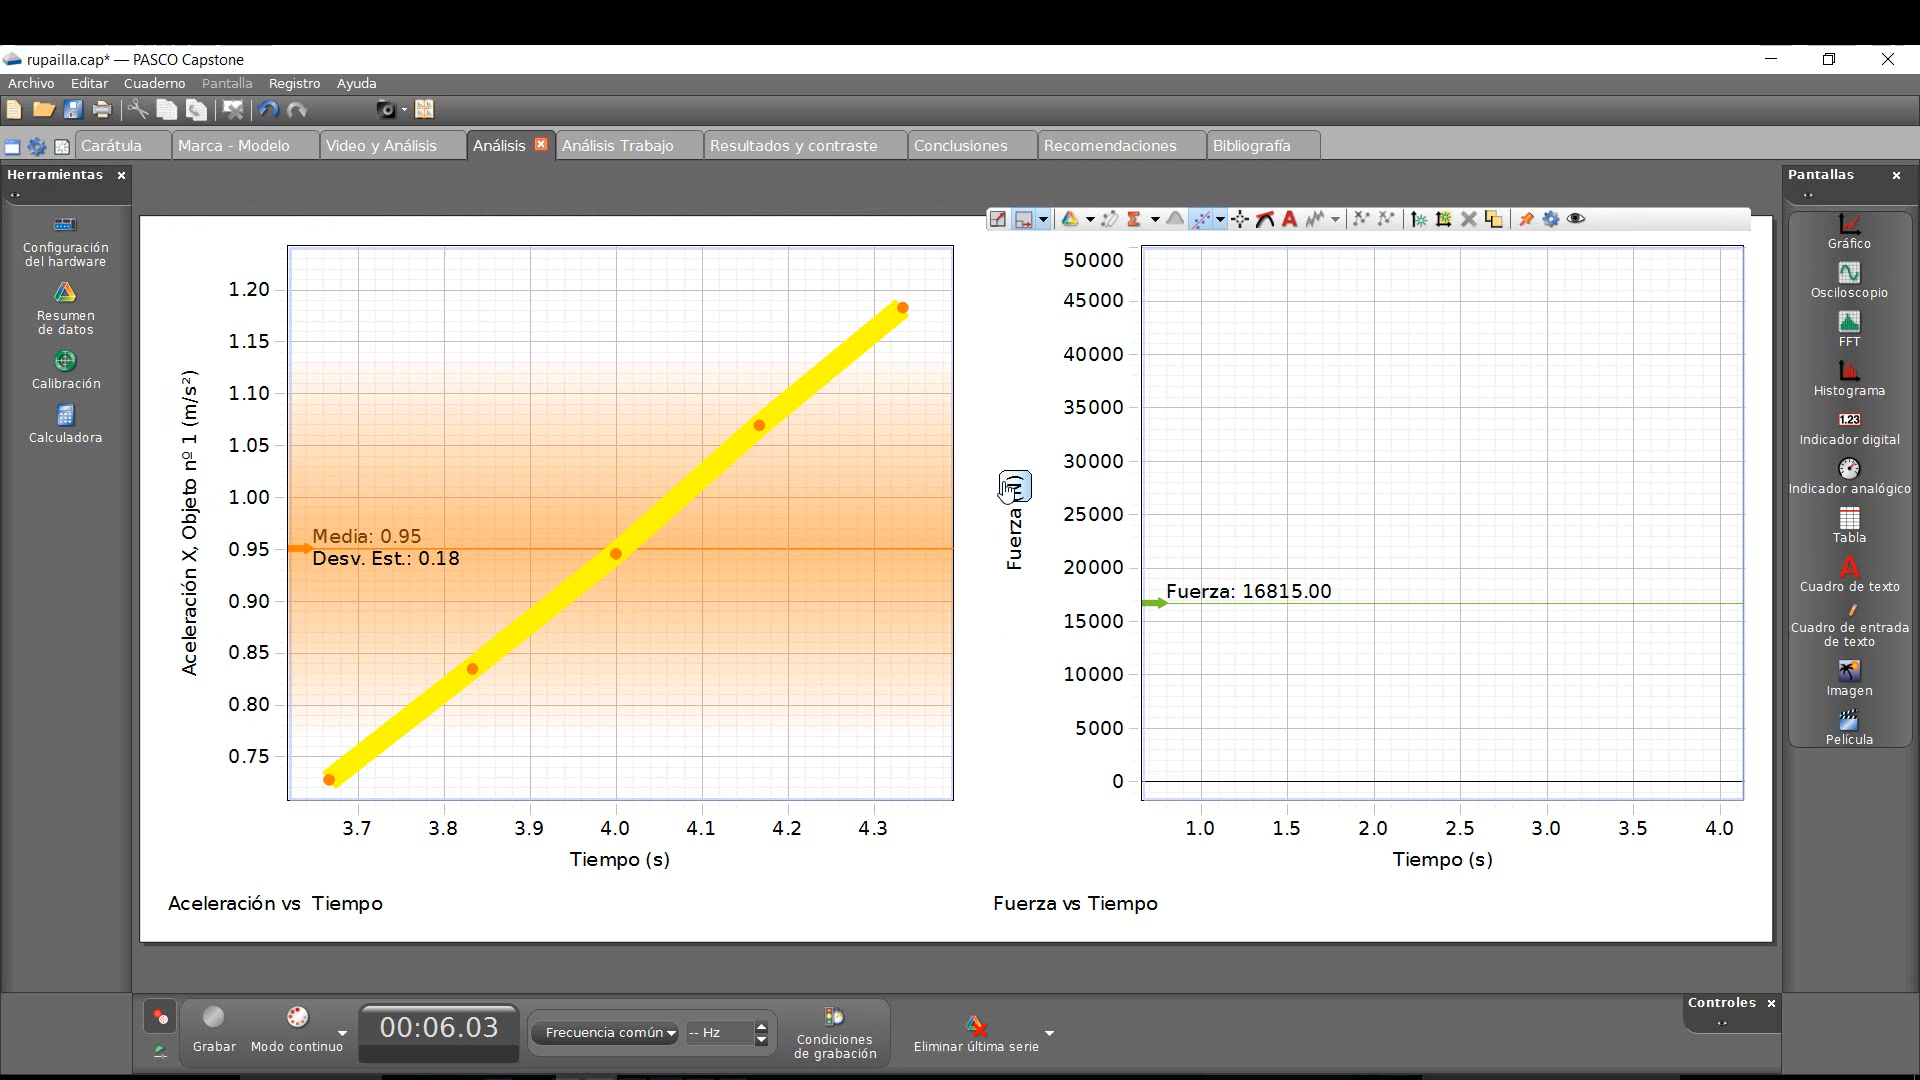 rupailla.cap* — PASCO Capstone
Archivo Editar Cuaderno Pantalla Registro Ayuda
Carátula Marca - Modelo Video y Análisis Análisis Análisis Trabajo Resultados y contraste Conclusiones Recomendaciones Bibliografía
Herramientas
Configuración
del hardware
Resumen
de datos
Calibración
Calculadora
Aceleración X, Objeto nº 1 (m/s²)
1.20
1.15
1.10
1.05
1.00
0.95
0.90
0.85
0.80
0.75
Media: 0.95
Desv. Est.: 0.18
3.7 3.8 3.9 4.0 4.1 4.2 4.3
Tiempo (s)
Aceleración vs Tiempo
Fuerza (N)
50000
45000
40000
35000
30000
25000
20000
15000
10000
5000
0
Fuerza: 16815.00
1.0 1.5 2.0 2.5 3.0 3.5 4.0
Tiempo (s)
Fuerza vs Tiempo
Pantallas
Gráfico
Osciloscopio
FFT
Histograma
1.23
Indicador digital
Indicador analógico
Tabla
Cuadro de texto
Cuadro de entrada
de texto
Imagen
Película
Grabar
Modo continuo
00:06.03
Frecuencia común
-- Hz
Condiciones
de grabación
Eliminar última serie
Controles